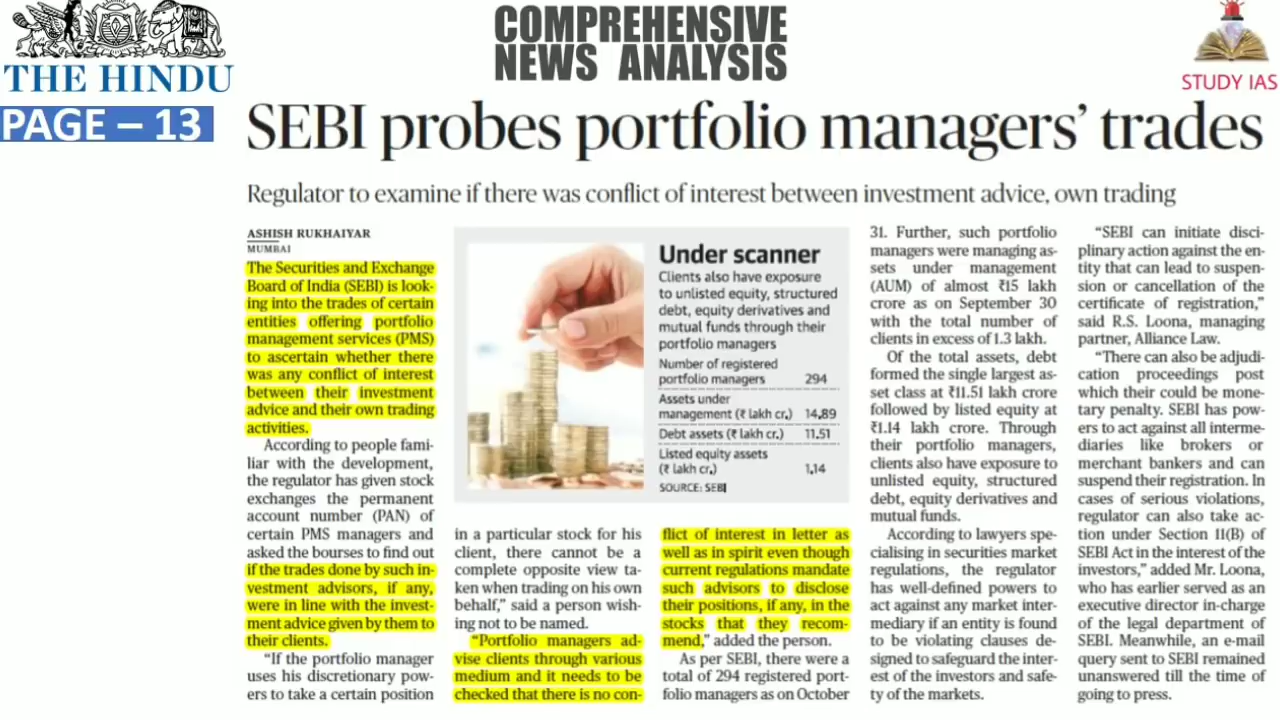 THE HINDU
PAGE – 13
COMPREHENSIVE
NEWS ANALYSIS
STUDY IAS
SEBI probes portfolio managers’ trades
Regulator to examine if there was conflict of interest between investment advice, own trading
ASHISH RUKHAIYAR
MUMBAI
The Securities and Exchange
Board of India (SEBI) is look-
ing into the trades of certain
entities offering portfolio
management services (PMS)
to ascertain whether there
was any conflict of interest
between their investment
advice and their own trading
activities.
According to people fami-
liar with the development,
the regulator has given stock
exchanges the permanent
account number (PAN) of
certain PMS managers and
asked the bourses to find out
if the trades done by such in-
vestment advisors, if any,
were in line with the invest-
ment advice given by them to
their clients.
“If the portfolio manager
uses his discretionary pow-
ers to take a certain position
Under scanner
Clients also have exposure
to unlisted equity, structured
debt, equity derivatives and
mutual funds through their
portfolio managers
Number of registered
portfolio managers 294
Assets under
management (₹ lakh cr.) 14.89
Debt assets (₹ lakh cr.) 11.51
Listed equity assets
(₹ lakh cr.) 1.14
SOURCE: SEBI
in a particular stock for his
client, there cannot be a
complete opposite view ta-
ken when trading on his own
behalf,” said a person wish-
ing not to be named.
“Portfolio managers ad-
vise clients through various
medium and it needs to be
checked that there is no con-
flict of interest in letter as
well as in spirit even though
current regulations mandate
such advisors to disclose
their positions, if any, in the
stocks that they recom-
mend,” added the person.
As per SEBI, there were a
total of 294 registered port-
folio managers as on October
31. Further, such portfolio
managers were managing as-
sets under management
(AUM) of almost ₹15 lakh
crore as on September 30
with the total number of
clients in excess of 1.3 lakh.
Of the total assets, debt
formed the single largest as-
set class at ₹11.51 lakh crore
followed by listed equity at
₹1.14 lakh crore. Through
their portfolio managers,
clients also have exposure to
unlisted equity, structured
debt, equity derivatives and
mutual funds.
According to lawyers spe-
cialising in securities market
regulations, the regulator
has well-defined powers to
act against any market inter-
mediary if an entity is found
to be violating clauses de-
signed to safeguard the inter-
est of the investors and safe-
ty of the markets.
“SEBI can initiate disci-
plinary action against the en-
tity that can lead to suspen-
sion or cancellation of the
certificate of registration,”
said R.S. Loona, managing
partner, Alliance Law.
“There can also be adjudi-
cation proceedings post
which their could be mone-
tary penalty. SEBI has pow-
ers to act against all interme-
diaries like brokers or
merchant bankers and can
suspend their registration. In
cases of serious violations,
regulator can also take ac-
tion under Section 11(B) of
SEBI Act in the interest of the
investors,” added Mr. Loona,
who has earlier served as an
executive director in-charge
of the legal department of
SEBI. Meanwhile, an e-mail
query sent to SEBI remained
unanswered till the time of
going to press.